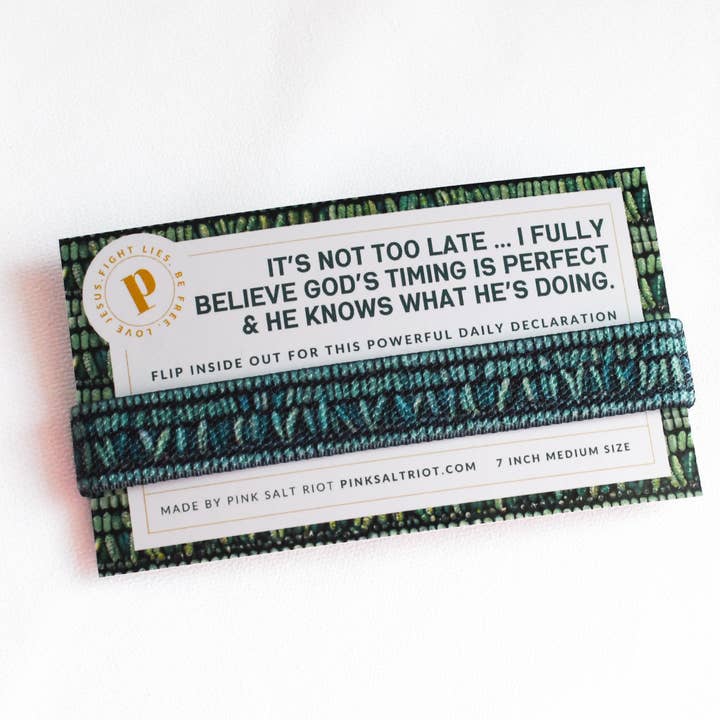 p
LOVE JESUS. FIGHT LIES. BE FREE.
IT'S NOT TOO LATE ... I FULLY
BELIEVE GOD'S TIMING IS PERFECT
& HE KNOWS WHAT HE'S DOING.
FLIP INSIDE OUT FOR THIS POWERFUL DAILY DECLARATION
MADE BY PINK SALT RIOT PINKSALTRIOT.COM 7 INCH MEDIUM SIZE